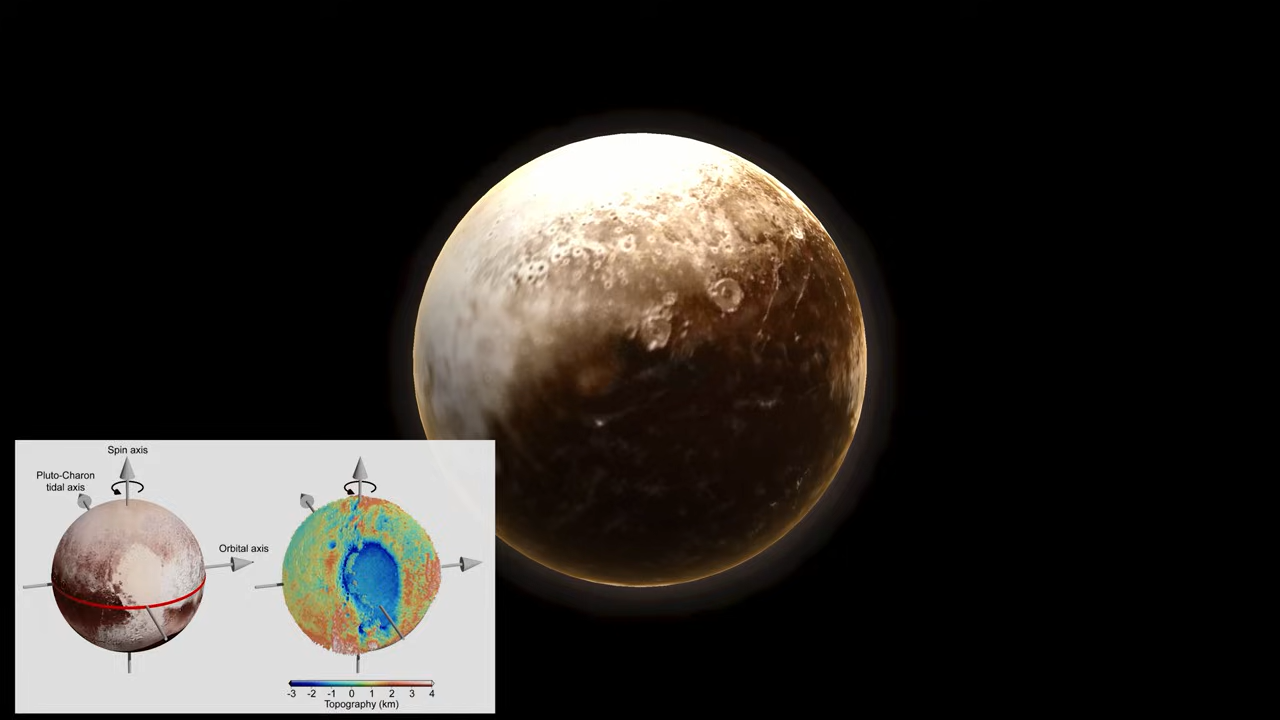 Spin axis
Pluto-Charon
tidal axis
Orbital axis
-3 -2 -1 0 1 2 3 4
Topography (km)